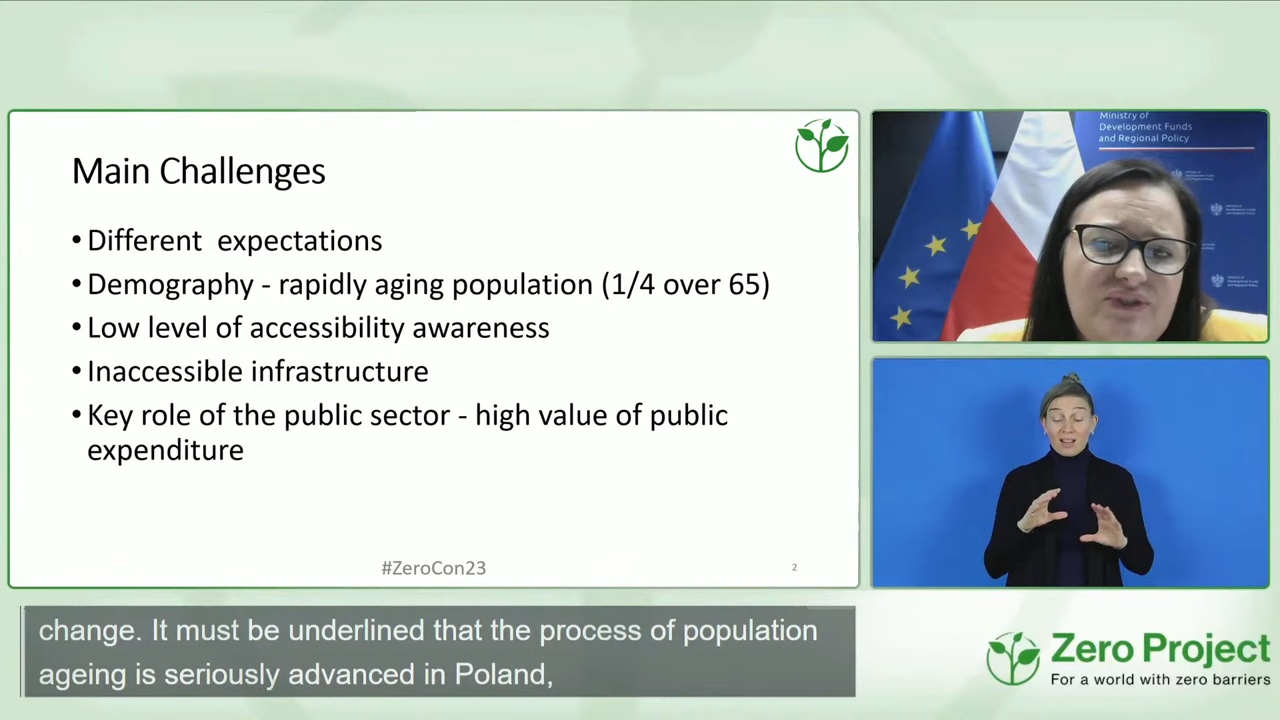 Main Challenges
• Different  expectations
• Demography - rapidly aging population (1/4 over 65)
• Low level of accessibility awareness
• Inaccessible infrastructure
• Key role of the public sector - high value of public
expenditure
#ZeroCon23
2
Ministry of
Development Funds
and Regional Policy
change. It must be underlined that the process of population
ageing is seriously advanced in Poland,
Zero Project
For a world with zero barriers